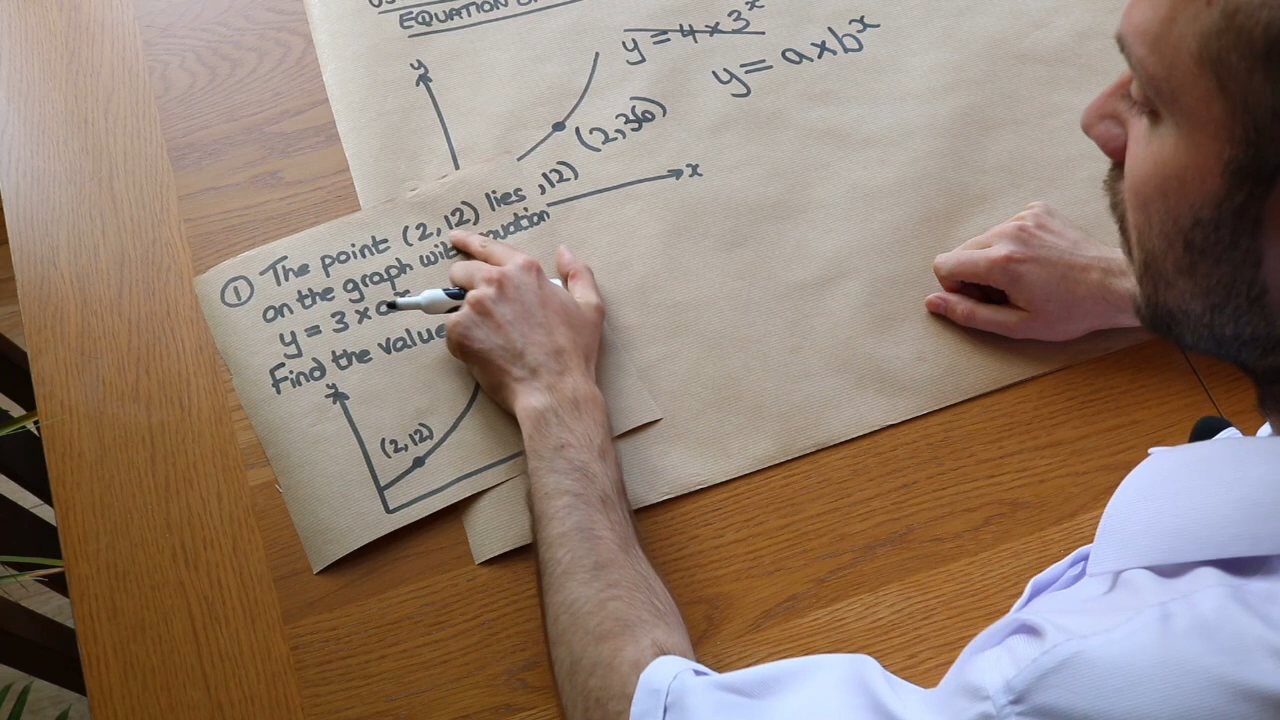 EQUATION
y = 4 × 3^x
y = a × b^x
y
(2,36)
x
,12)
① The point (2,12) lies
on the graph with equation
y = 3 ×
Find the value
y
(2,12)